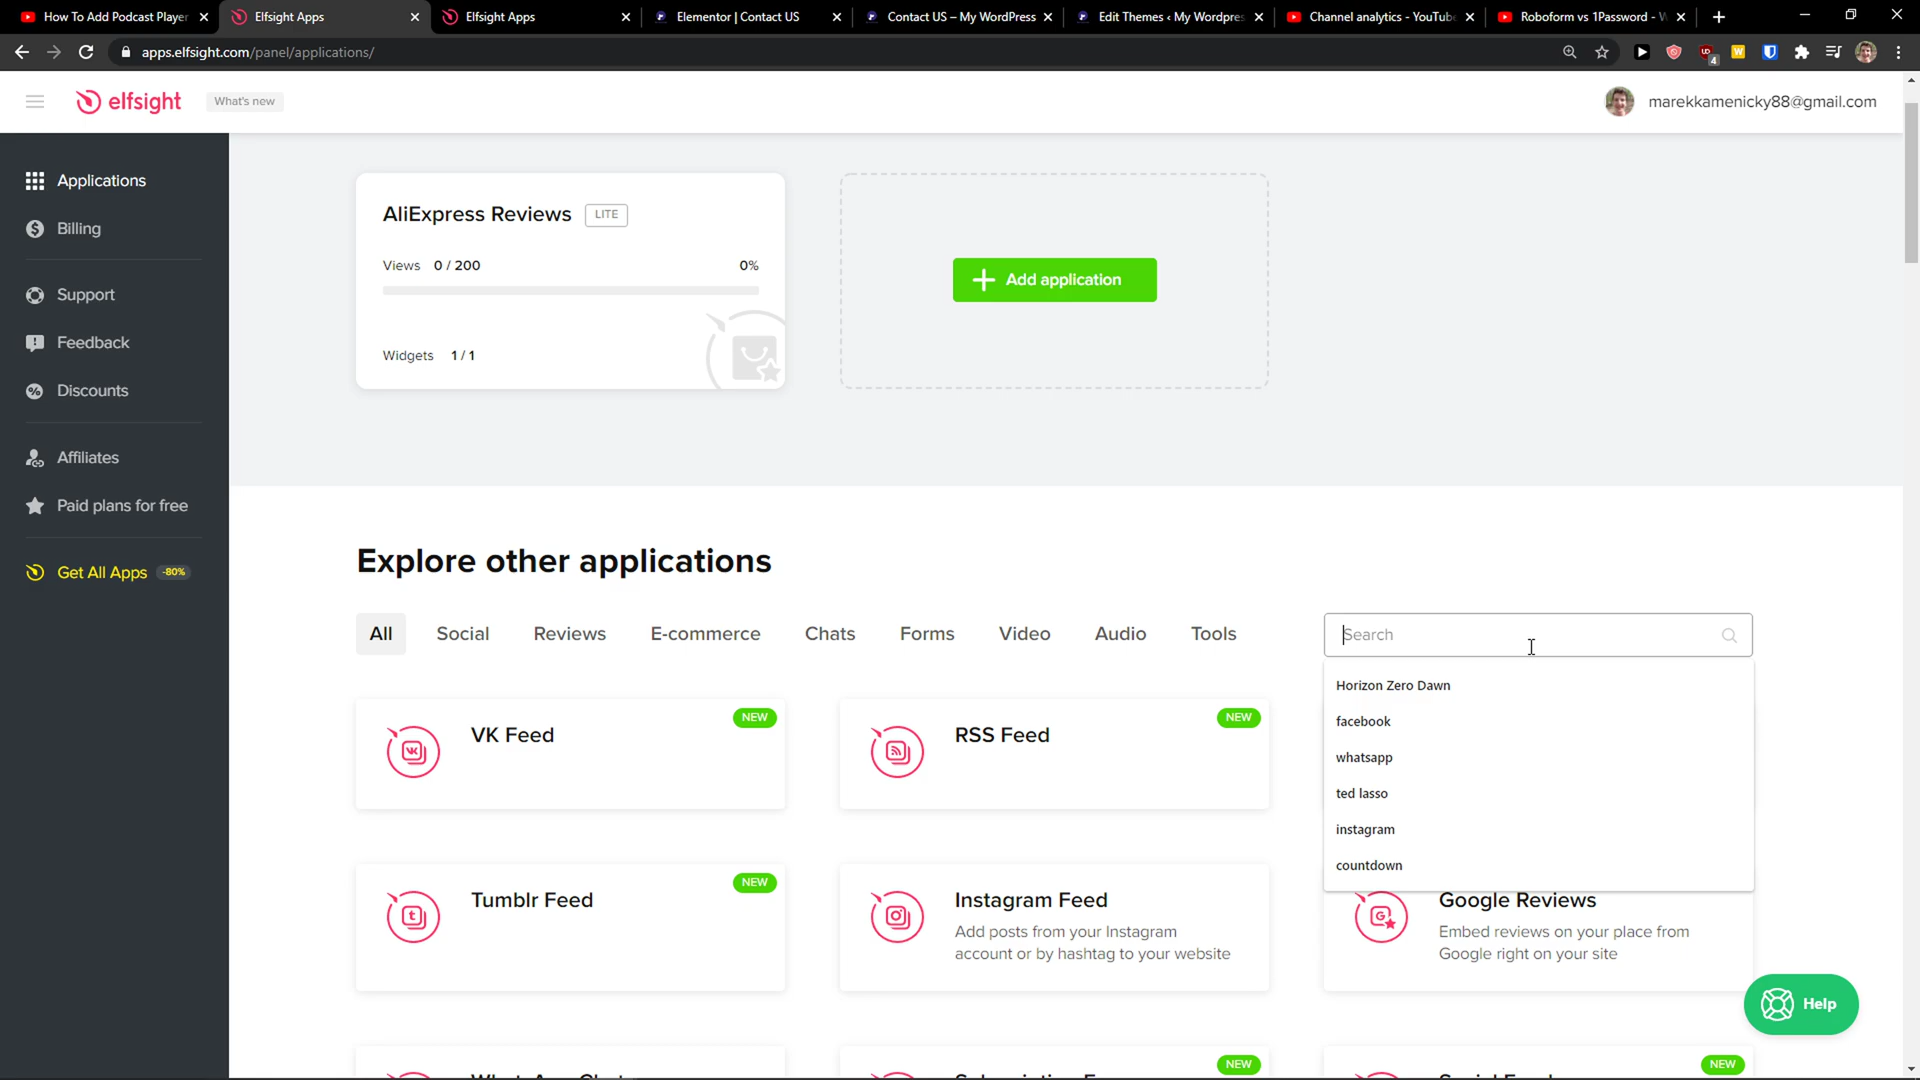 How To Add Podcast Player
Elfsight Apps
Elfsight Apps
Elementor | Contact US
Contact US – My WordPress
Edit Themes ‹ My Wordpres
Channel analytics - YouTub
Roboform vs 1Password - W
apps.elfsight.com/panel/applications/
4
elfsight
What's new
marekkamenicky88@gmail.com
Applications
Billing
Support
Feedback
Discounts
Affiliates
Paid plans for free
Get All Apps -80%
AliExpress Reviews LITE
Views 0 / 200 0%
Widgets 1 / 1
Add application
Explore other applications
All Social Reviews E-commerce Chats Forms Video Audio Tools
Search
Horizon Zero Dawn
facebook
whatsapp
ted lasso
instagram
countdown
VK Feed NEW
RSS Feed NEW
Tumblr Feed NEW
Instagram Feed
Add posts from your Instagram
account or by hashtag to your website
Google Reviews
Embed reviews on your place from
Google right on your site
NEW
NEW
Help